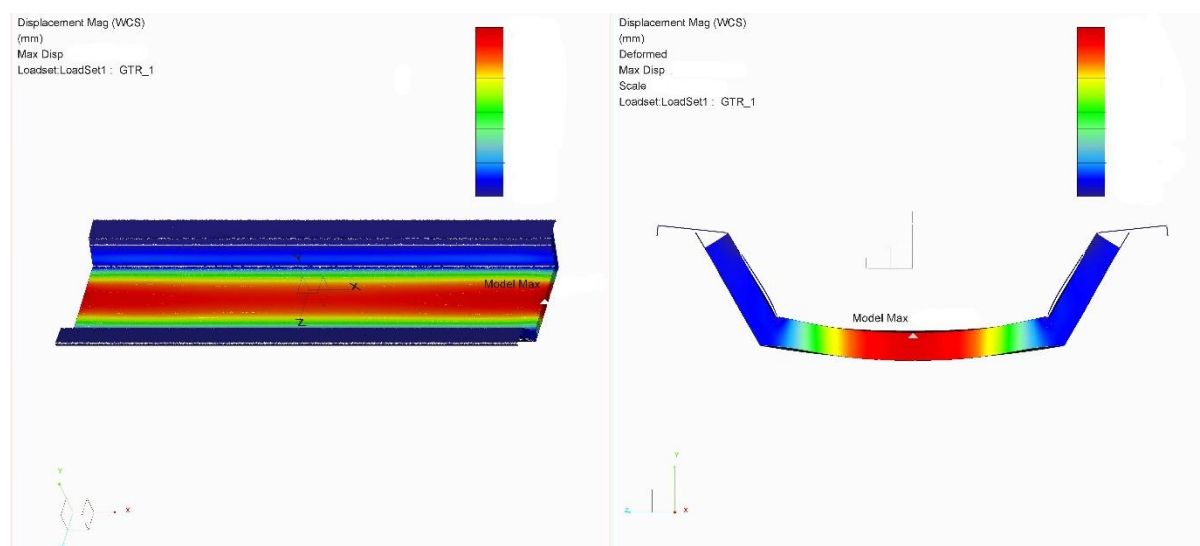 Displacement Mag (WCS)
(mm)
Max Disp
Loadset:LoadSet1 : GTR_1
Model Max
Y
X
Z
Y
X
Displacement Mag (WCS)
(mm)
Deformed
Max Disp
Scale
Loadset:LoadSet1 : GTR_1
Model Max
Y
Z
X